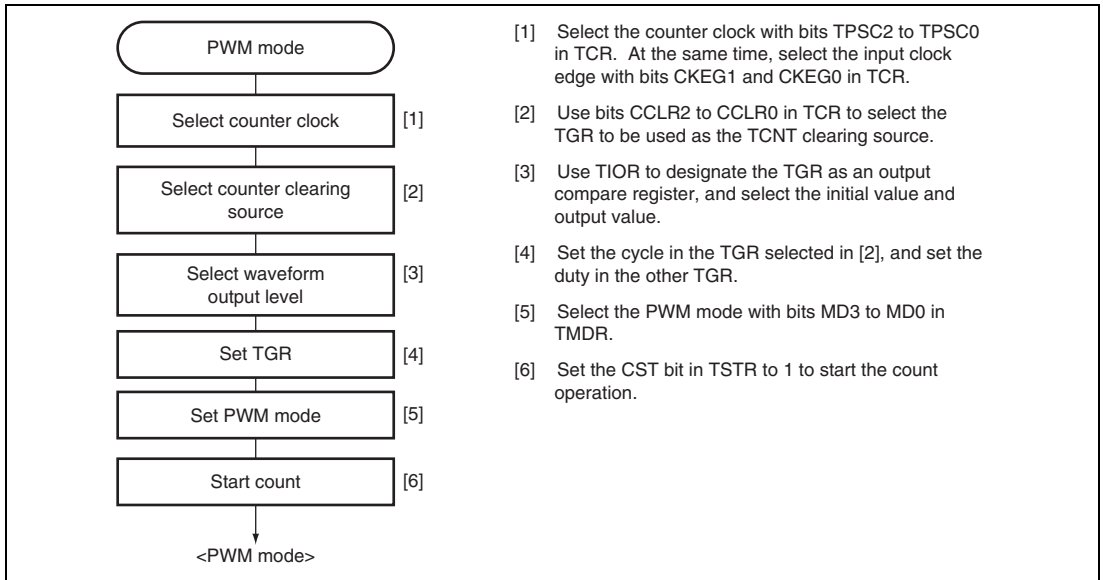 PWM mode
Select counter clock
[1]
Select counter clearing
source
[2]
Select waveform
output level
[3]
Set TGR
[4]
Set PWM mode
[5]
Start count
[6]
<PWM mode>
[1] Select the counter clock with bits TPSC2 to TPSC0
in TCR. At the same time, select the input clock
edge with bits CKEG1 and CKEG0 in TCR.
[2] Use bits CCLR2 to CCLR0 in TCR to select the
TGR to be used as the TCNT clearing source.
[3] Use TIOR to designate the TGR as an output
compare register, and select the initial value and
output value.
[4] Set the cycle in the TGR selected in [2], and set the
duty in the other TGR.
[5] Select the PWM mode with bits MD3 to MD0 in
TMDR.
[6] Set the CST bit in TSTR to 1 to start the count
operation.